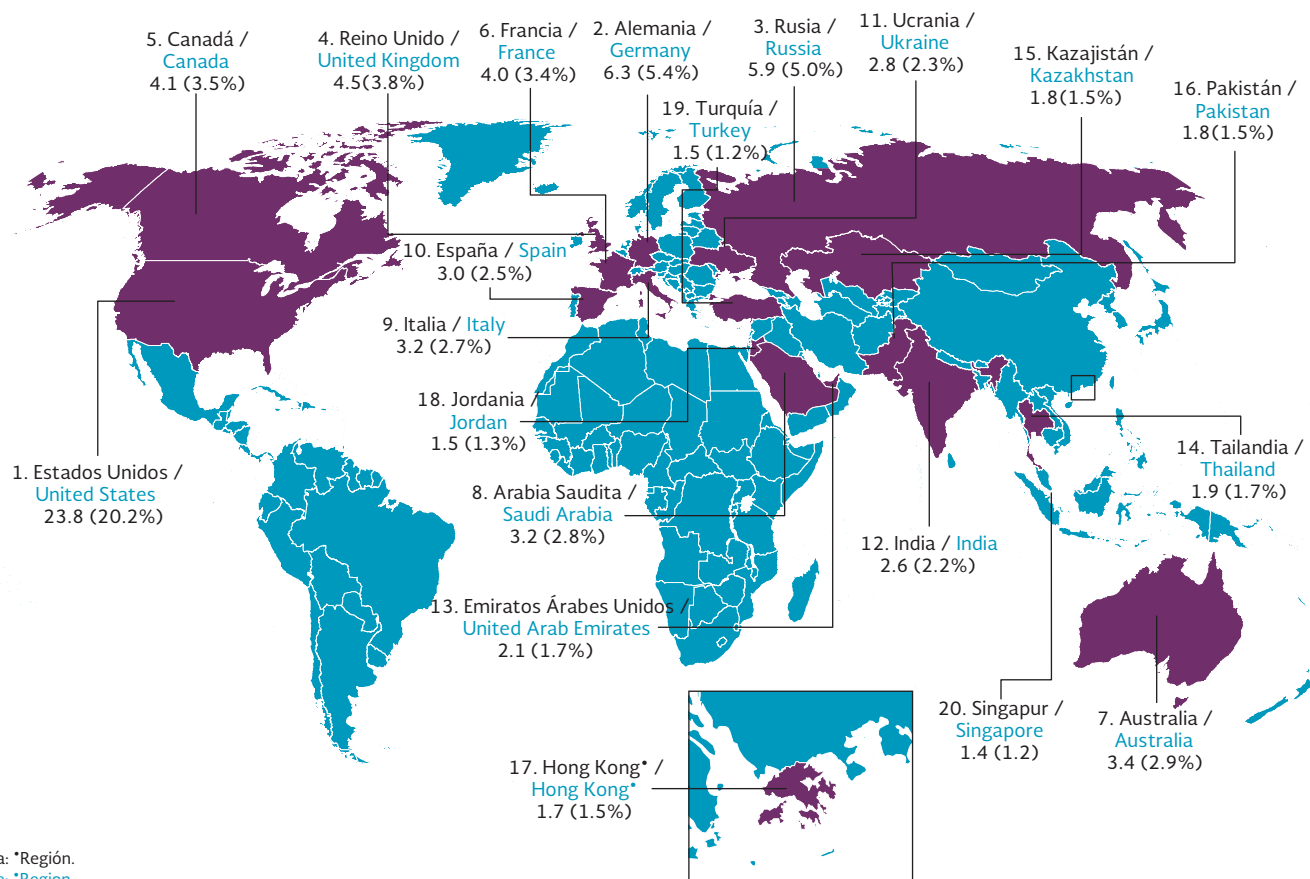 5. Canadá /
Canada
4.1 (3.5%)
4. Reino Unido /
United Kingdom
4.5(3.8%)
6. Francia /
France
4.0 (3.4%)
2. Alemania /
Germany
6.3 (5.4%)
3. Rusia /
Russia
5.9 (5.0%)
11. Ucrania /
Ukraine
2.8 (2.3%)
15. Kazajistán /
Kazakhstan
1.8(1.5%)
16. Pakistán /
Pakistan
1.8(1.5%)
19. Turquía /
Turkey
1.5 (1.2%)
10. España / Spain
3.0 (2.5%)
9. Italia / Italy
3.2 (2.7%)
18. Jordania /
Jordan
1.5 (1.3%)
1. Estados Unidos /
United States
23.8 (20.2%)
8. Arabia Saudita /
Saudi Arabia
3.2 (2.8%)
14. Tailandia /
Thailand
1.9 (1.7%)
12. India / India
2.6 (2.2%)
13. Emiratos Árabes Unidos /
United Arab Emirates
2.1 (1.7%)
20. Singapur /
Singapore
1.4 (1.2)
7. Australia /
Australia
3.4 (2.9%)
17. Hong Kong• /
Hong Kong•
1.7 (1.5%)
a: •Región.
•Region